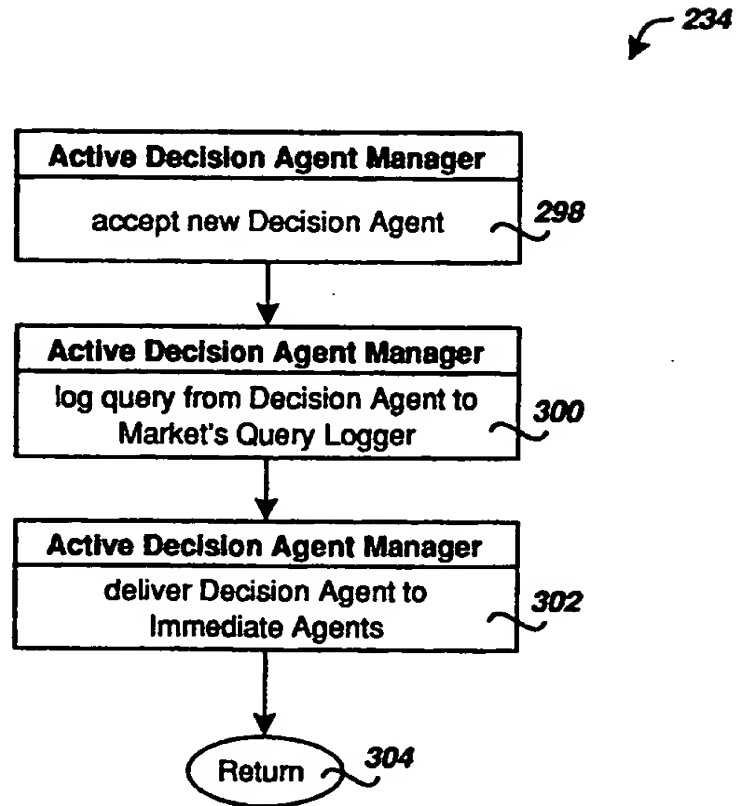 234
Active Decision Agent Manager
accept new Decision Agent
298
Active Decision Agent Manager
log query from Decision Agent to
Market's Query Logger
300
Active Decision Agent Manager
deliver Decision Agent to
Immediate Agents
302
Return
304